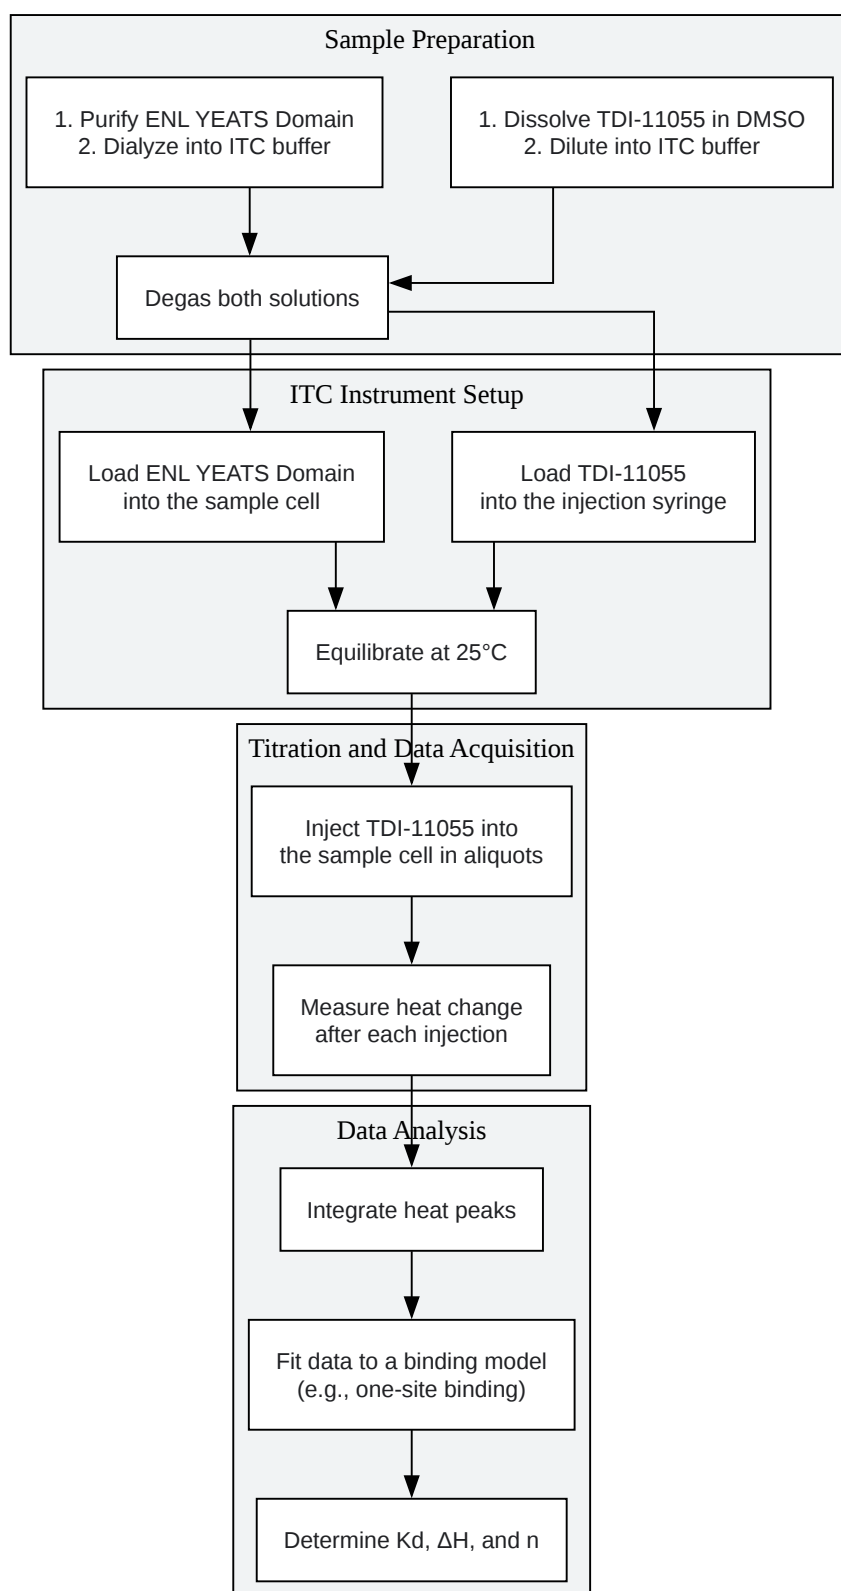 Sample Preparation
1. Purify ENL YEATS Domain
2. Dialyze into ITC buffer
1. Dissolve TDI-11055 in DMSO
2. Dilute into ITC buffer
Degas both solutions
ITC Instrument Setup
Load ENL YEATS Domain
into the sample cell
Load TDI-11055
into the injection syringe
Equilibrate at 25°C
Titration and Data Acquisition
Inject TDI-11055 into
the sample cell in aliquots
Measure heat change
after each injection
Data Analysis
Integrate heat peaks
Fit data to a binding model
(e.g., one-site binding)
Determine Kd, ΔH, and n